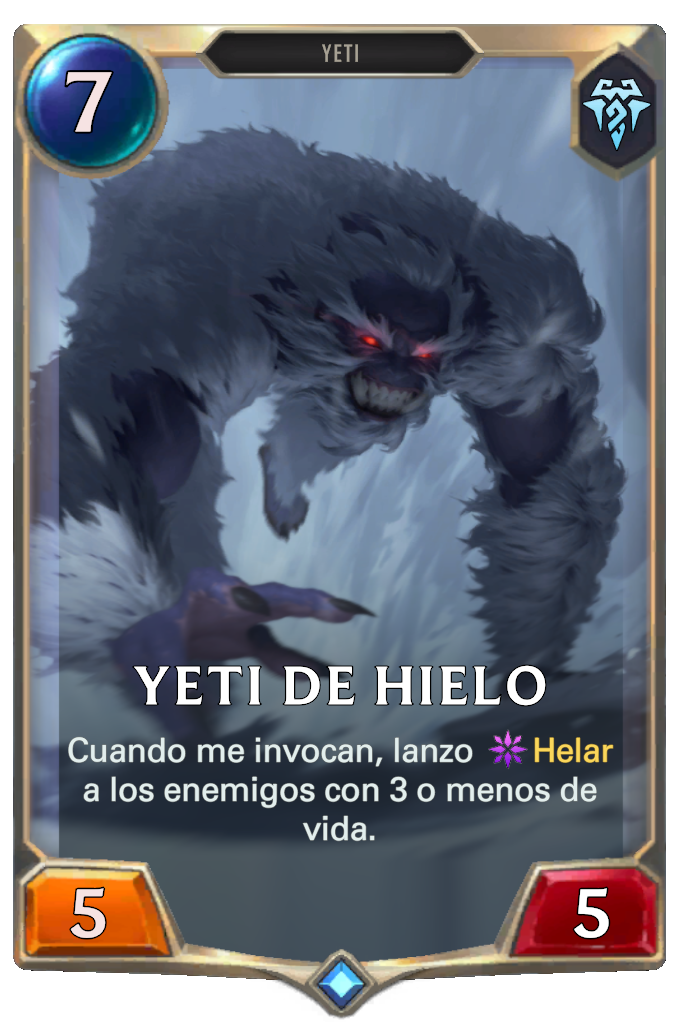 7
YETI
YETI DE HIELO
Cuando me invocan, lanzo Helar
a los enemigos con 3 o menos de
vida.
5
5